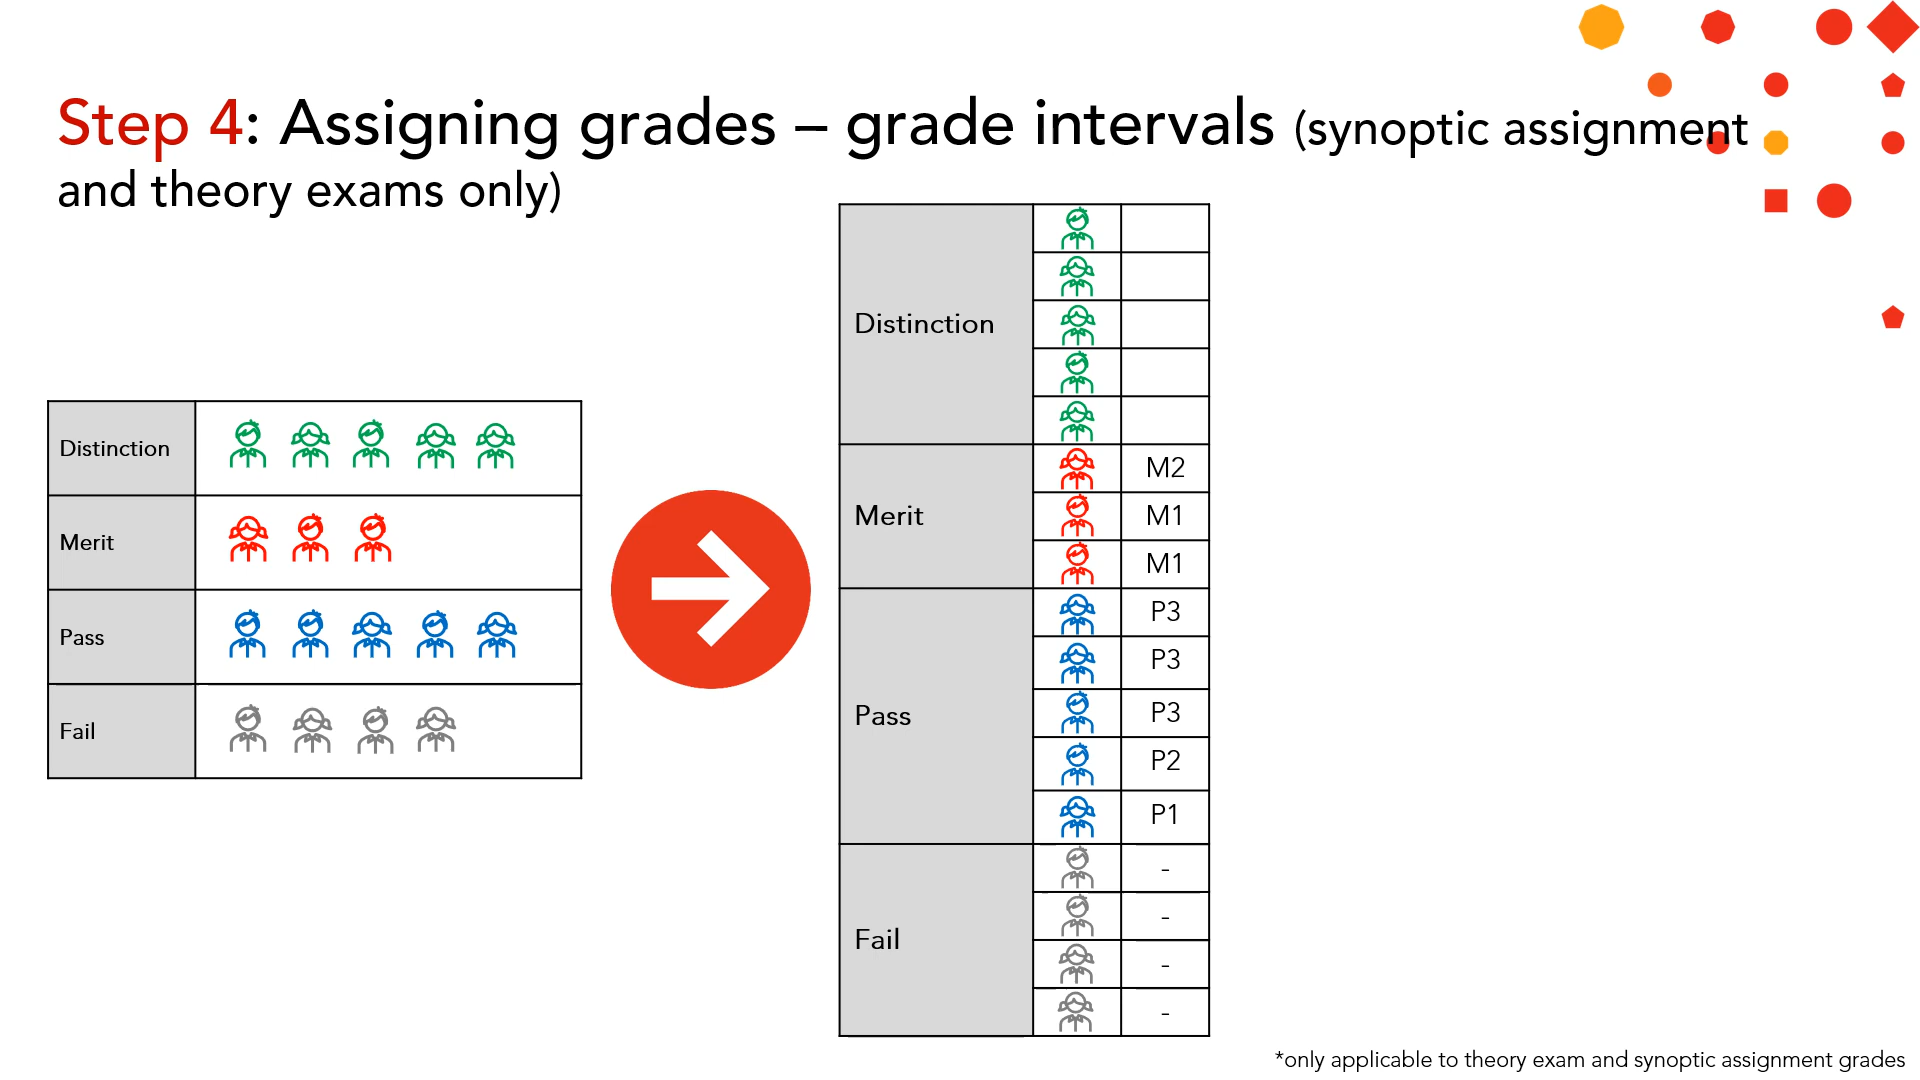 Step 4: Assigning grades – grade intervals (synoptic assignment
and theory exams only)
Distinction
Merit
Pass
Fail
Distinction
Merit
M2
M1
M1
Pass
P3
P3
P3
P2
P1
Fail
-
-
-
-
*only applicable to theory exam and synoptic assignment grades